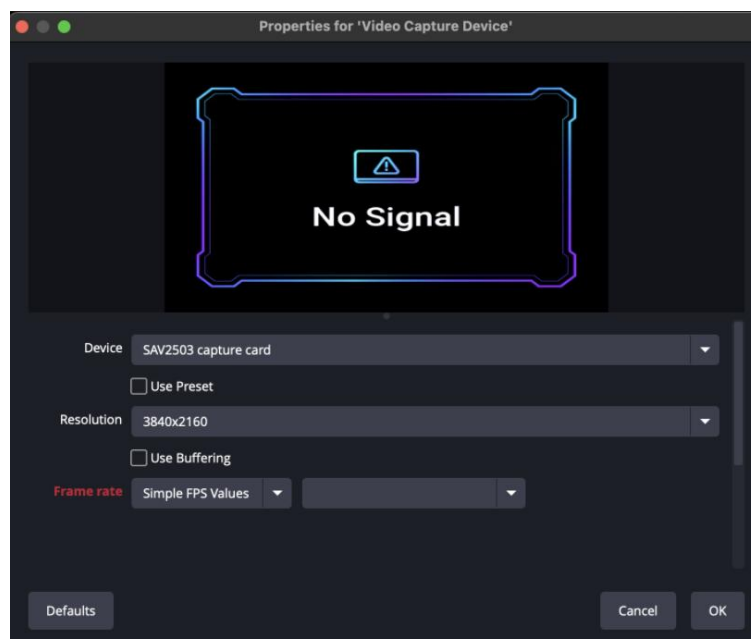 Properties for 'Video Capture Device'
No Signal
Device SAV2503 capture card
Use Preset
Resolution 3840x2160
Use Buffering
Frame rate Simple FPS Values
Defaults Cancel OK